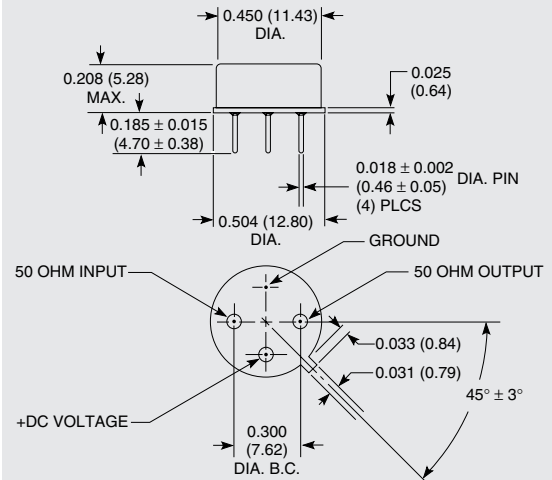 0.450 (11.43)
DIA.
0.208 (5.28)
MAX.
0.025
(0.64)
0.185 ± 0.015
(4.70 ± 0.38)
0.018 ± 0.002
(0.46 ± 0.05)
(4) PLCS
DIA. PIN
0.504 (12.80)
DIA.
GROUND
50 OHM INPUT
50 OHM OUTPUT
0.033 (0.84)
0.031 (0.79)
45° ± 3°
+DC VOLTAGE
0.300
(7.62)
DIA. B.C.